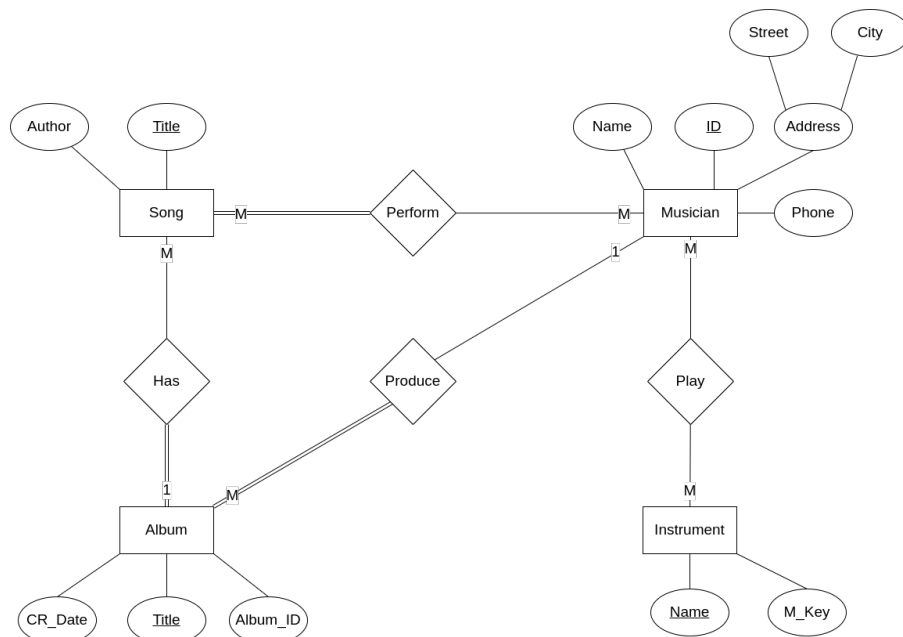 Street
City
Author
Title
Name
ID
Address
Song
M
Perform
M
Musician
Phone
M
1
M
Has
Produce
Play
1
M
M
Album
Instrument
CR_Date
Title
Album_ID
Name
M_Key